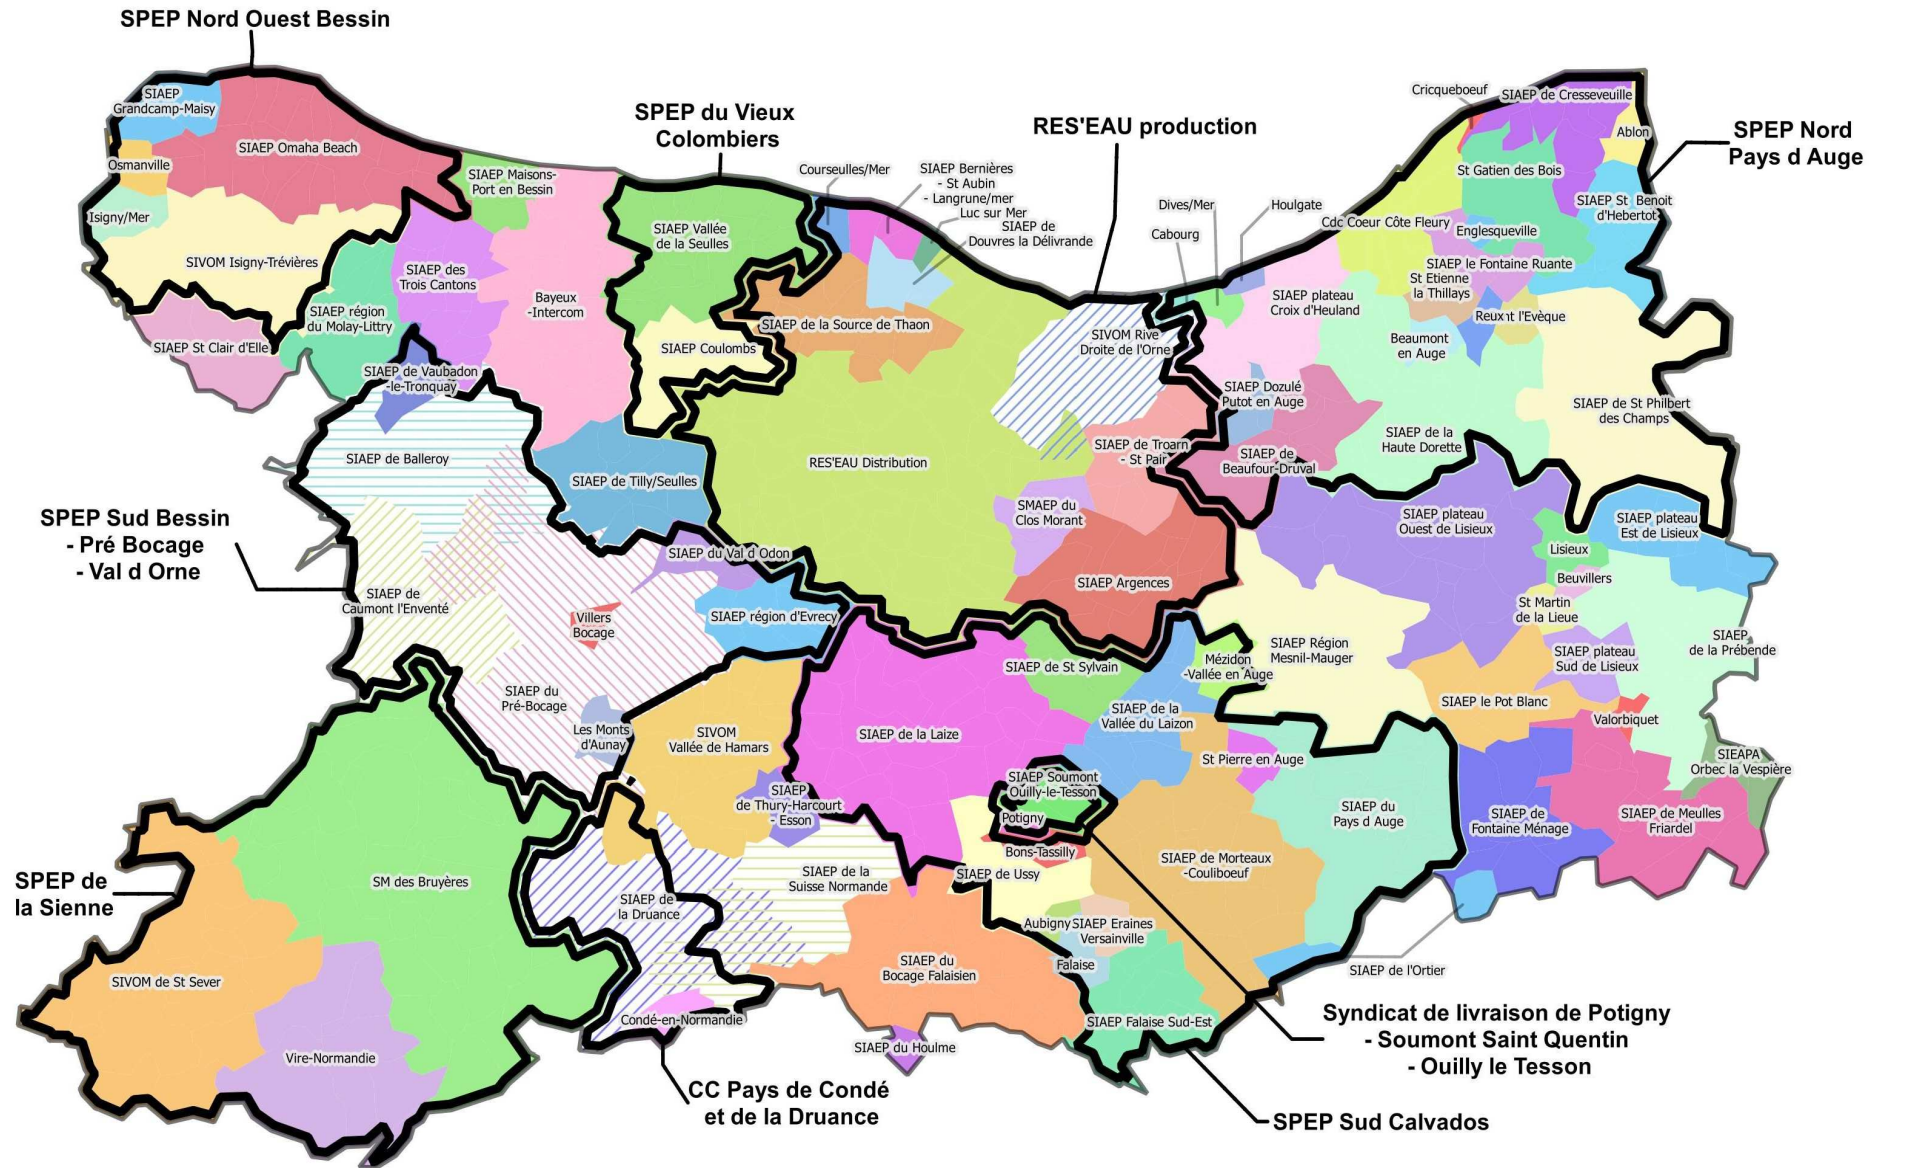 SPEP Nord Ouest Bessin
SIAEP
Grandcamp-Maisy
SIAEP Omaha Beach
Osmanville
Isigny/Mer
SIVOM Isigny-Trévières
SIAEP St Clair d'Elle
SIAEP région
du Molay-Littry
SIAEP des
Trois Cantons
SIAEP Maisons-
Port en Bessin
Bayeux
-Intercom
SIAEP de Vaubadon
-le-Tronquay
SPEP du Vieux
Colombiers
SIAEP Vallée
de la Seulles
SIAEP Coulombs
Courseulles/Mer
SIAEP Bernières
- St Aubin
- Langrune/mer
Luc sur Mer
SIAEP de
Douvres la Délivrande
SIAEP de la Source de Thaon
RES'EAU production
SIVOM Rive
Droite de l'Orne
RES'EAU Distribution
SIAEP de Troarn
- St Pair
SMAEP du
Clos Morant
SIAEP Argences
Cabourg
Dives/Mer
Houlgate
Cricqueboeuf
SIAEP de Cresseveuille
Ablon
SPEP Nord
Pays d Auge
St Gatien des Bois
SIAEP St Benoit
d'Hebertot
Cdc Coeur Côte Fleury
Englesqueville
SIAEP le Fontaine Ruante
St Etienne
la Thillays
SIAEP plateau
Croix d'Heuland
Reux
nt l'Evèque
Beaumont
en Auge
SIAEP Dozulé
Putot en Auge
SIAEP de St Philbert
des Champs
SIAEP de la
Haute Dorette
SIAEP de
Beaufour-Druval
SIAEP de Balleroy
SIAEP de Tilly/Seulles
SPEP Sud Bessin
- Pré Bocage
- Val d Orne
SIAEP du Val d Odon
SIAEP de
Caumont l'Enventé
Villers
Bocage
SIAEP région d'Evrecy
SIAEP du
Pré-Bocage
Les Monts
d'Aunay
SIVOM
Vallée de Hamars
SIAEP
de Thury-Harcourt
- Esson
SIAEP plateau
Ouest de Lisieux
SIAEP plateau
Est de Lisieux
Lisieux
Beuvillers
St Martin
de la Lieue
SIAEP
de la Prébende
SIAEP plateau
Sud de Lisieux
SIAEP Région
Mesnil-Mauger
SIAEP le Pot Blanc
Valorbiquet
SIEAPA
Orbec la Vespière
SIAEP de
Fontaine Ménage
SIAEP de Meulles
Friardel
SIAEP de St Sylvain
Mézidon
-Vallée en Auge
SIAEP de la
Vallée du Laizon
SIAEP de la Laize
St Pierre en Auge
SIAEP Soumont
Ouilly-le-Tesson
Potigny
Bons-Tassilly
SIAEP du
Pays d Auge
SIAEP de Morteaux
-Couliboeuf
SIAEP de Ussy
Aubigny
SIAEP Eraines
Versainville
Falaise
SIAEP Falaise Sud-Est
SIAEP de l'Ortier
SPEP de
la Sienne
SM des Bruyères
SIVOM de St Sever
Vire-Normandie
SIAEP de
la Druance
SIAEP de la
Suisse Normande
SIAEP du
Bocage Falaisien
Condé-en-Normandie
SIAEP du Houlme
CC Pays de Condé
et de la Druance
Syndicat de livraison de Potigny
- Soumont Saint Quentin
- Ouilly le Tesson
SPEP Sud Calvados